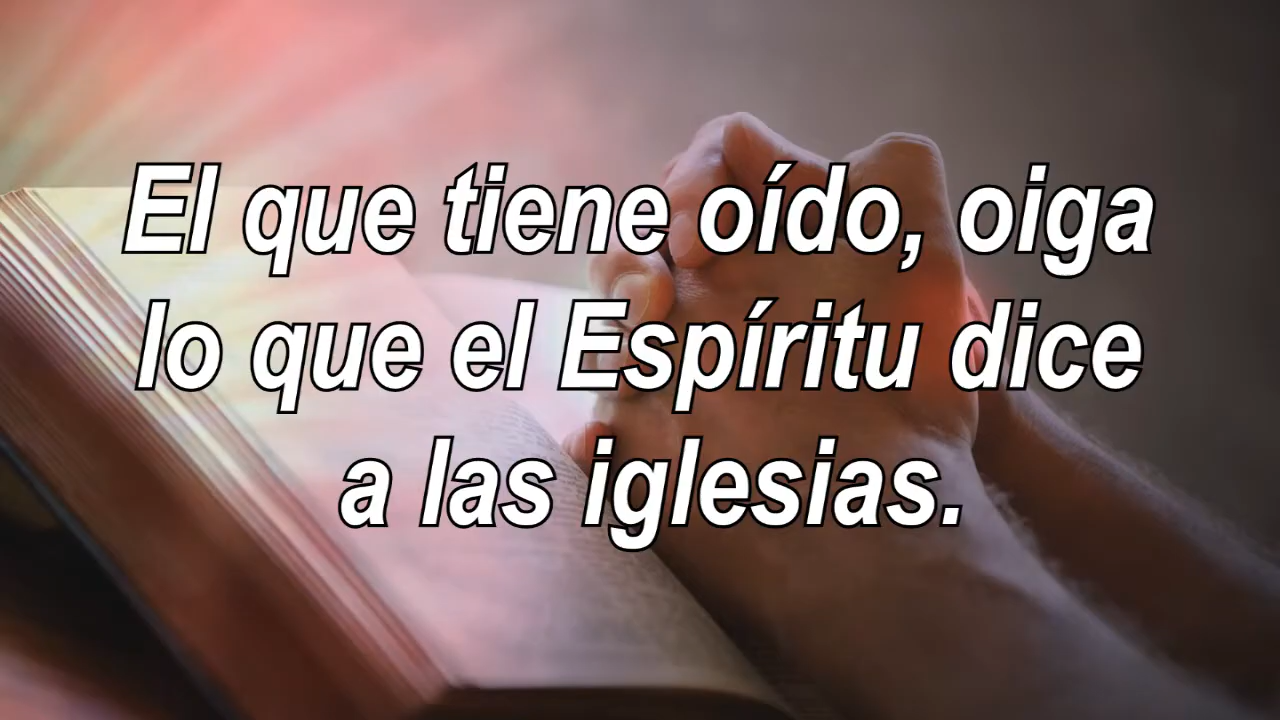 El que tiene oído, oiga
lo que el Espíritu dice
a las iglesias.